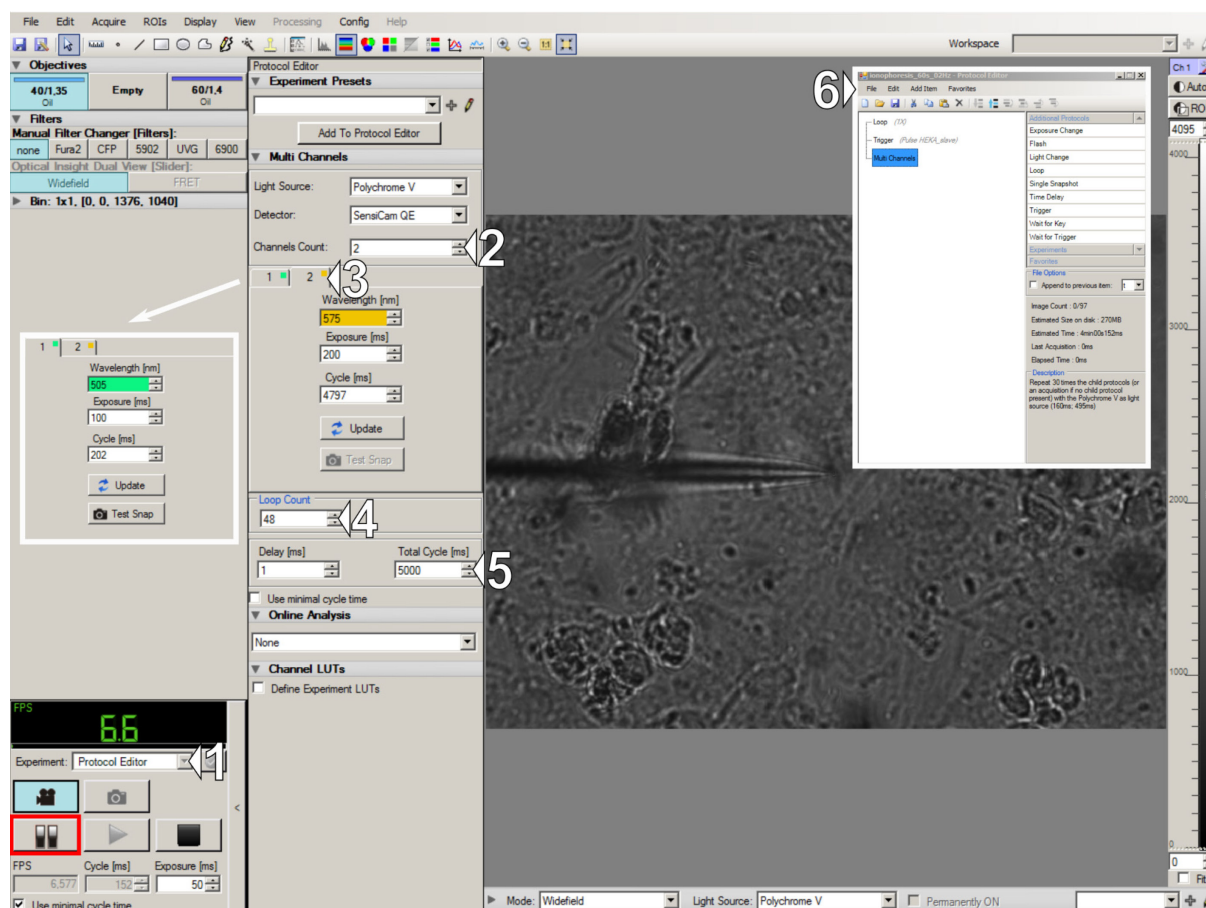 File Edit Acquire ROIs Display View Processing Config Help
Workspace
Objectives
40/1,35 Oil
Empty
60/1,4 Oil
Filters
Manual Filter Changer [Filters]:
none Fura2 CFP 5902 UVG 6900
Optical Insight Dual View [Slider]:
Widefield FRET
Bin: 1x1, [0, 0, 1376, 1040]
1 2
Wavelength [nm]
505
Exposure [ms]
100
Cycle [ms]
202
Update
Test Snap
FPS
6.6
Experiment: Protocol Editor
1
FPS Cycle [ms] Exposure [ms]
6,577 152 50
Use minimal cycle time
Protocol Editor
Experiment Presets
Add To Protocol Editor
Multi Channels
Light Source: Polychrome V
Detector: SensiCam QE
Channels Count: 2
2
1 2
3
Wavelength [nm]
575
Exposure [ms]
200
Cycle [ms]
4797
Update
Test Snap
Loop Count
48
4
Delay [ms] Total Cycle [ms]
1 5000
5
Use minimal cycle time
Online Analysis
None
Channel LUTs
Define Experiment LUTs
6
Ionophoresis_60s_02Hz - Protocol Editor
File Edit Add Item Favorites
Loop (1X)
Trigger (Pulse HEKA_slave)
Multi Channels
Additional Protocols
Exposure Change
Flash
Light Change
Loop
Single Snapshot
Time Delay
Trigger
Wait for Key
Wait for Trigger
Experiments
Favorites
File Options
Append to previous item: 1
Image Count : 0/97
Estimated Size on disk : 270MB
Estimated Time : 4min00s152ms
Last Acquisition : 0ms
Elapsed Time : 0ms
Description
Repeat 30 times the child protocols (or
an acquisition if no child protocol
present) with the Polychrome V as light
source (160ms; 495ms)
Ch 1
Auto
RO
4095
4000
3000
2000
1000
0
0
Fit
Mode: Widefield Light Source: Polychrome V Permanently ON